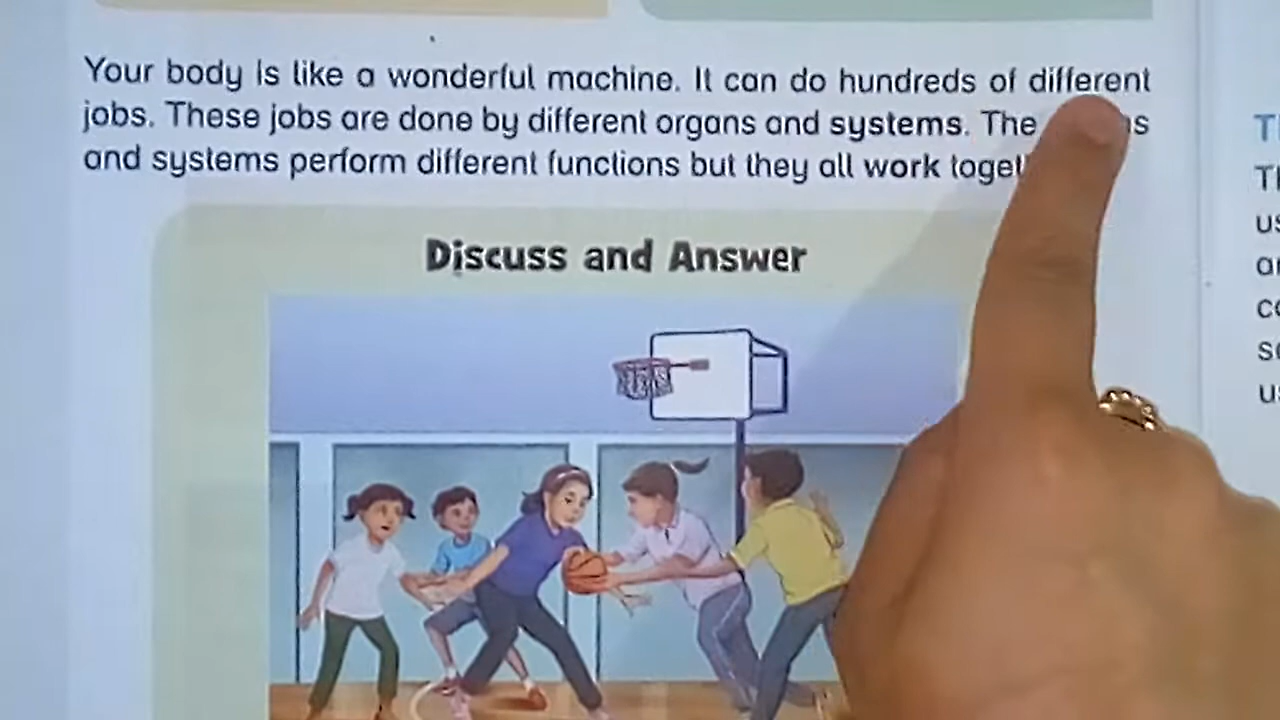 Your body is like a wonderful machine. It can do hundreds of different
jobs. These jobs are done by different organs and systems. The
and systems perform different functions but they all work
Discuss and Answer